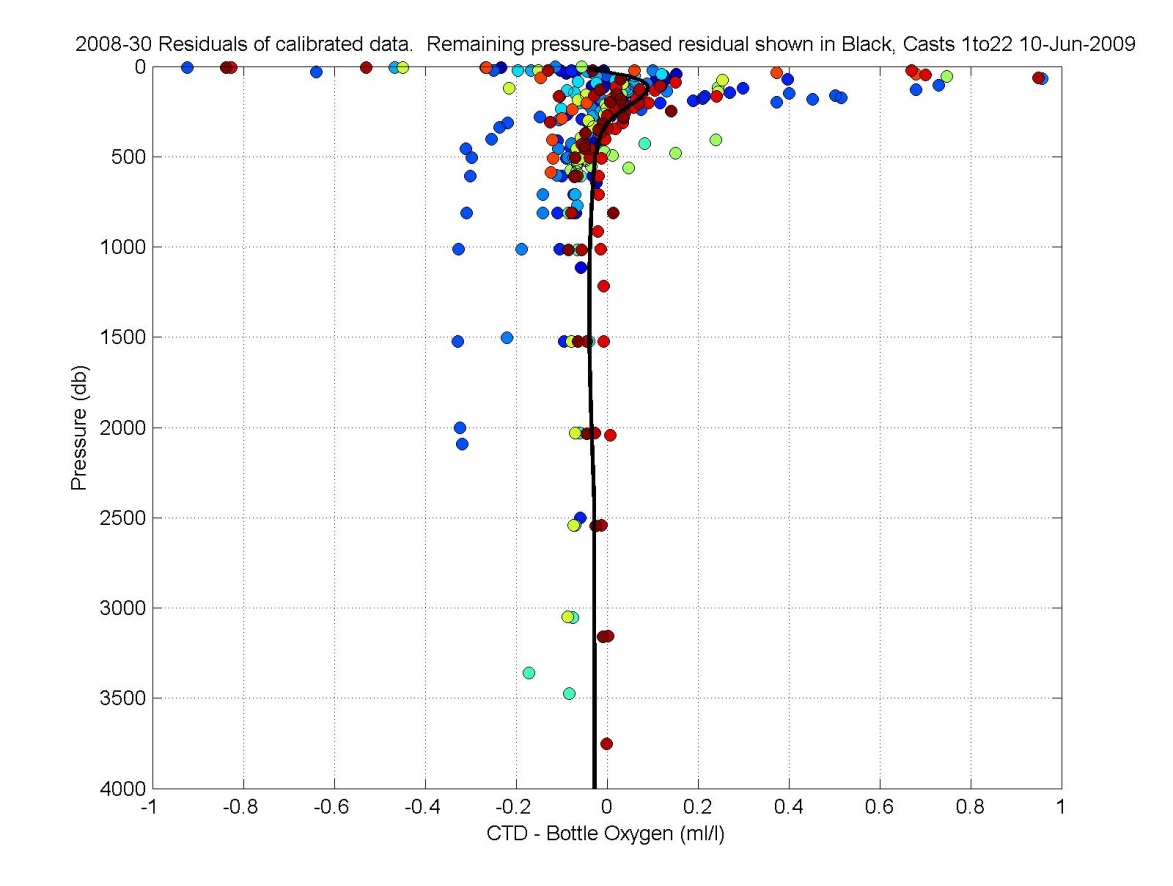 2008-30 Residuals of calibrated data.  Remaining pressure-based residual shown in Black, Casts 1to22 10-Jun-2009
0
500
1000
1500
2000
2500
3000
3500
4000
Pressure (db)
-1 -0.8 -0.6 -0.4 -0.2 0 0.2 0.4 0.6 0.8 1
CTD - Bottle Oxygen (ml/l)